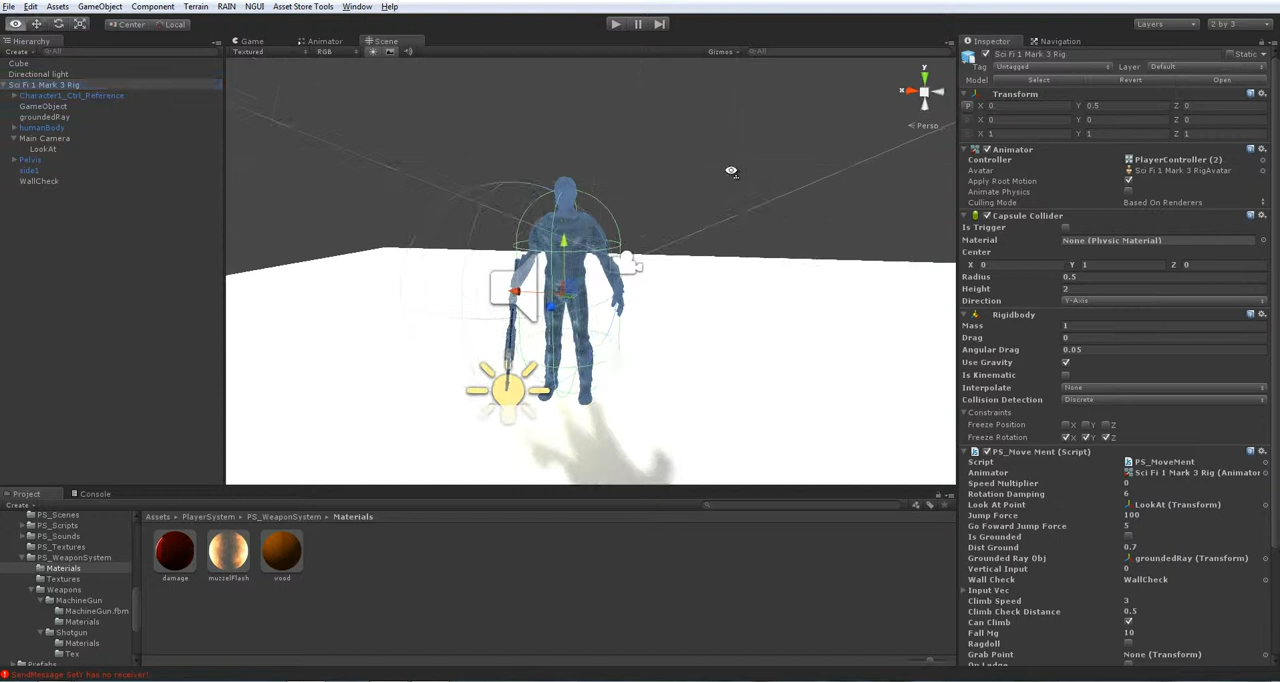 File Edit Assets GameObject Component Terrain RAIN NGUI Asset Store Tools Window Help
Center Local
Layers 2 by 3
Hierarchy
Create All
Cube
Directional light
Sci Fi 1 Mark 3 Rig
Character1_Ctrl_Reference
GameObject
groundedRay
humanBody
Main Camera
LookAt
Pelvis
side1
WallCheck
Game Animator Scene
Textured RGB Gizmos All
y
x
Persp
Inspector Navigation
Sci Fi 1 Mark 3 Rig Static
Tag Untagged Layer Default
Model Select Revert Open
Transform
P X 0 Y 0.5 Z 0
X 0 Y 0 Z 0
X 1 Y 1 Z 1
Animator
Controller PlayerController (2)
Avatar Sci Fi 1 Mark 3 RigAvatar
Apply Root Motion
Animate Physics
Culling Mode Based On Renderers
Capsule Collider
Is Trigger
Material None (Physic Material)
Center
X 0 Y 1 Z 0
Radius 0.5
Height 2
Direction Y-Axis
Rigidbody
Mass 1
Drag 0
Angular Drag 0.05
Use Gravity
Is Kinematic
Interpolate None
Collision Detection Discrete
Constraints
Freeze Position X Y Z
Freeze Rotation X Y Z
PS_Move Ment (Script)
Script PS_MoveMent
Animator Sci Fi 1 Mark 3 Rig (Animator
Speed Multiplier 0
Rotation Damping 6
Look At Point LookAt (Transform)
Jump Force 100
Go Foward Jump Force 5
Is Grounded
Dist Ground 0.7
Grounded Ray Obj groundedRay (Transform)
Vertical Input 0
Wall Check WallCheck
Input Vec
Climb Speed 3
Climb Check Distance 0.5
Can Climb
Fall Mg 10
Ragdoll
Grab Point None (Transform)
On Ledge
Project Console
Create
PS_Scenes
PS_Scripts
PS_Sounds
PS_Textures
PS_WeaponSystem
Materials
Textures
Weapons
MachineGun
MachineGun.fbm
Materials
Shotgun
Materials
Tex
Prefabs
Assets PlayerSystem PS_WeaponSystem Materials
damage muzzelFlash wood
SendMessage SetY has no receiver!